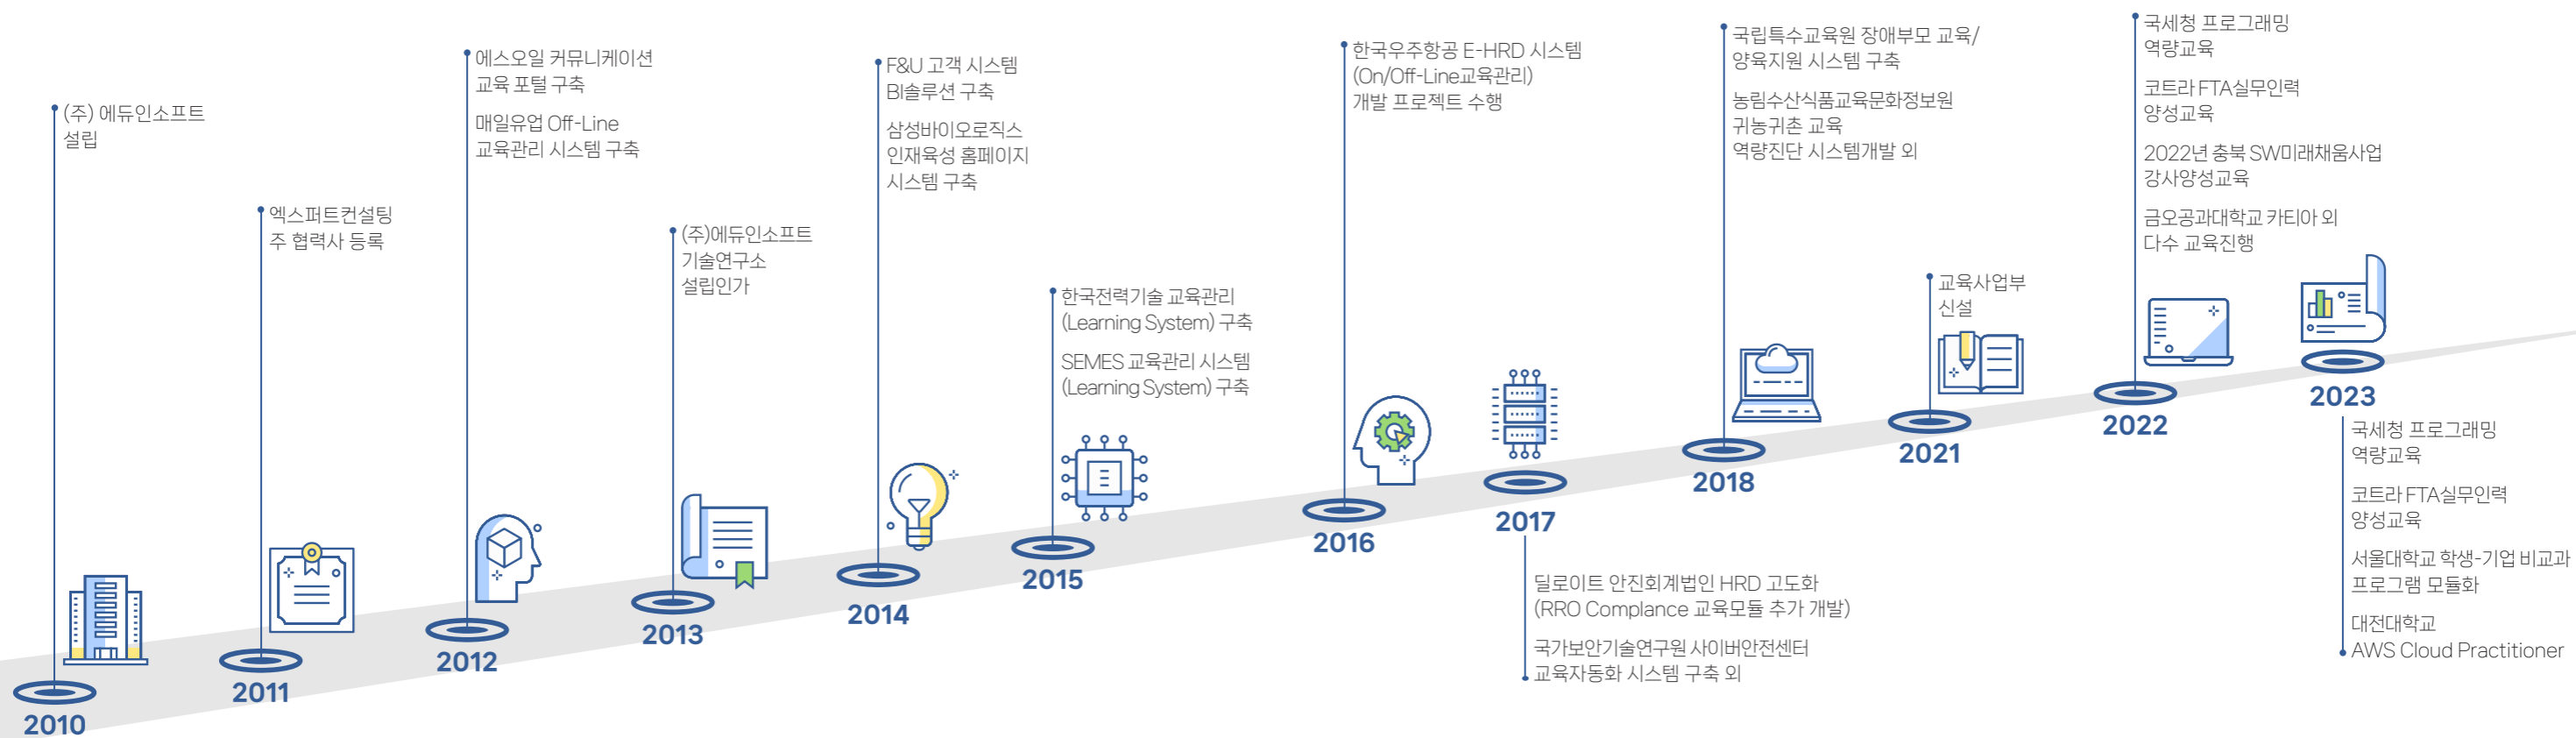 (주) 에듀인소프트
설립
2010
엑스퍼트컨설팅
주 협력사 등록
2011
에스오일 커뮤니케이션
교육 포털 구축
매일유업 Off-Line
교육관리 시스템 구축
2012
(주)에듀인소프트
기술연구소
설립인가
2013
F&U 고객 시스템
BI솔루션 구축
삼성바이오로직스
인재육성 홈페이지
시스템 구축
2014
한국전력기술 교육관리
(Learning System) 구축
SEMES 교육관리 시스템
(Learning System) 구축
2015
한국우주항공 E-HRD 시스템
(On/Off-Line교육관리)
개발 프로젝트 수행
2016
2017
딜로이트 안진회계법인 HRD 고도화
(RRO Complance 교육모듈 추가 개발)
국가보안기술연구원 사이버안전센터
교육자동화 시스템 구축 외
국립특수교육원 장애부모 교육/
양육지원 시스템 구축
농림수산식품교육문화정보원
귀농귀촌 교육
역량진단 시스템개발 외
2018
교육사업부
신설
2021
국세청 프로그래밍
역량교육
코트라 FTA실무인력
양성교육
2022년 충북 SW미래채움사업
강사양성교육
금오공과대학교 카티아 외
다수 교육진행
2022
2023
국세청 프로그래밍
역량교육
코트라 FTA실무인력
양성교육
서울대학교 학생-기업 비교과
프로그램 모듈화
대전대학교
AWS Cloud Practitioner